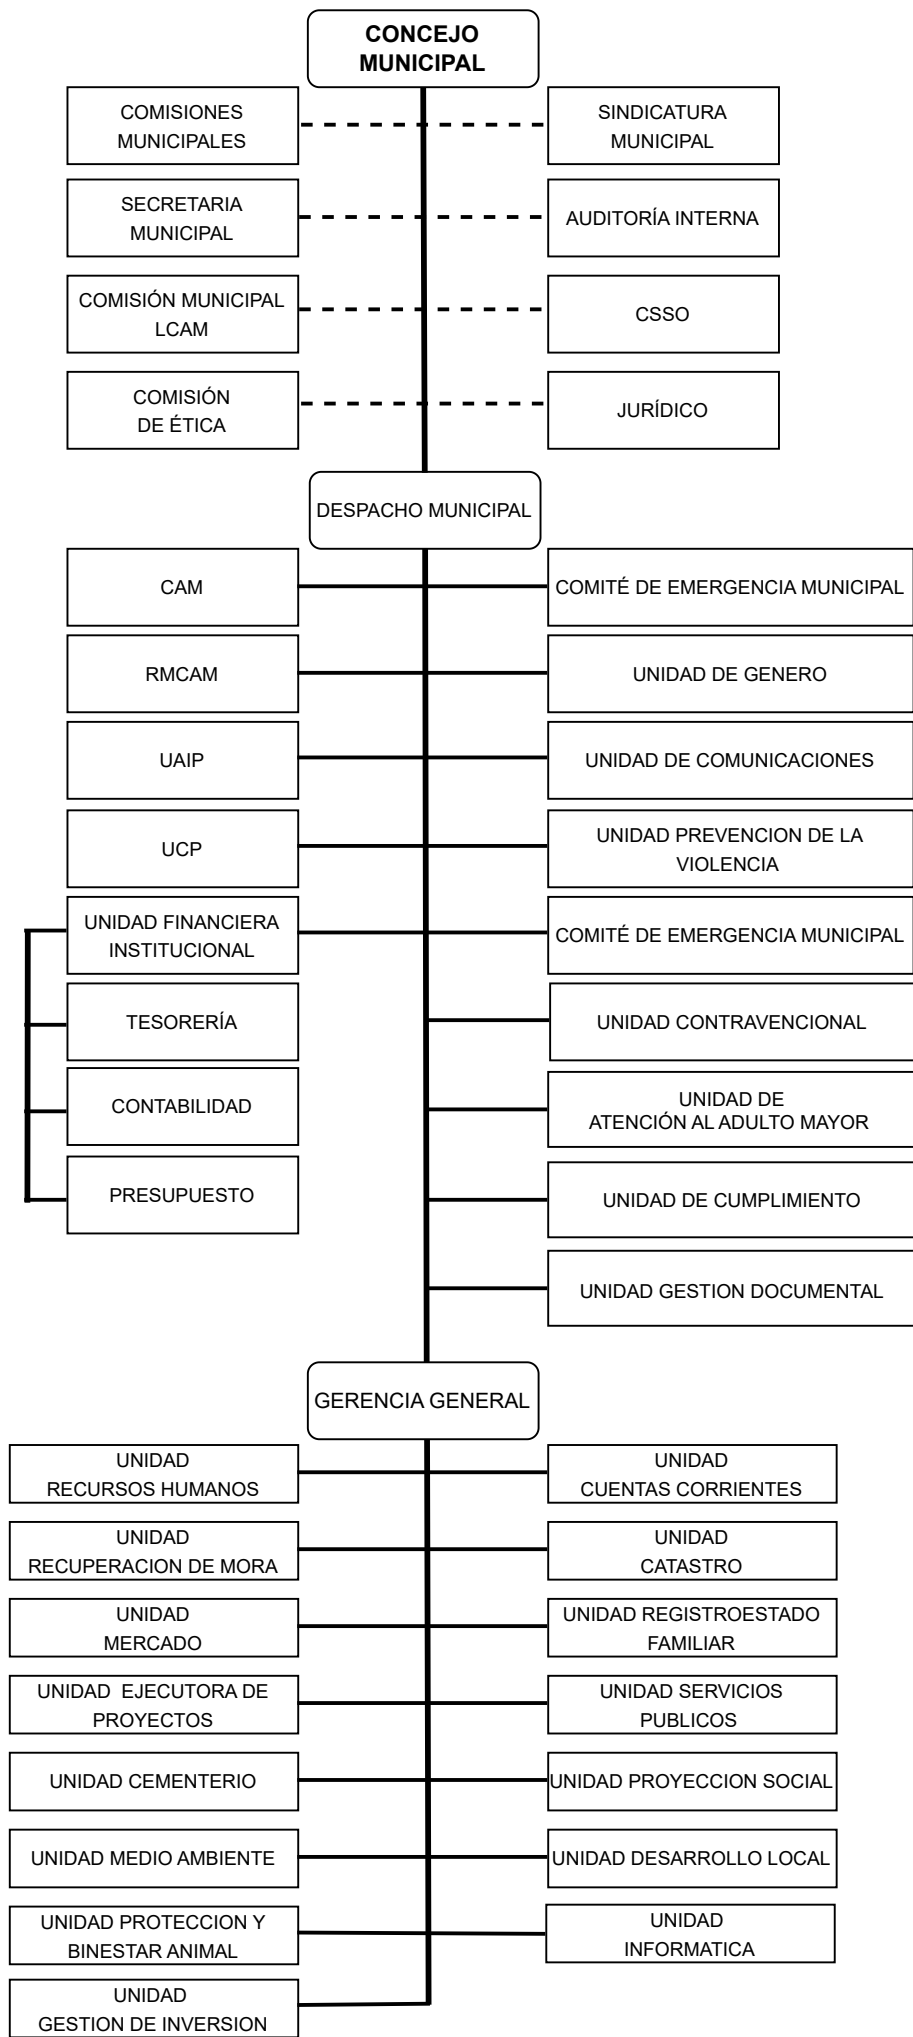 CONCEJO
MUNICIPAL
COMISIONES
MUNICIPALES
SINDICATURA
MUNICIPAL
SECRETARIA
MUNICIPAL
AUDITORÍA INTERNA
COMISIÓN MUNICIPAL
LCAM
CSSO
COMISIÓN
DE ÉTICA
JURÍDICO
DESPACHO MUNICIPAL
CAM
COMITÉ DE EMERGENCIA MUNICIPAL
RMCAM
UNIDAD DE GENERO
UAIP
UNIDAD DE COMUNICACIONES
UCP
UNIDAD PREVENCION DE LA
VIOLENCIA
UNIDAD FINANCIERA
INSTITUCIONAL
COMITÉ DE EMERGENCIA MUNICIPAL
TESORERÍA
UNIDAD CONTRAVENCIONAL
CONTABILIDAD
UNIDAD DE
ATENCIÓN AL ADULTO MAYOR
PRESUPUESTO
UNIDAD DE CUMPLIMIENTO
UNIDAD GESTION DOCUMENTAL
GERENCIA GENERAL
UNIDAD
RECURSOS HUMANOS
UNIDAD
CUENTAS CORRIENTES
UNIDAD
RECUPERACION DE MORA
UNIDAD
CATASTRO
UNIDAD
MERCADO
UNIDAD REGISTROESTADO
FAMILIAR
UNIDAD EJECUTORA DE
PROYECTOS
UNIDAD SERVICIOS
PUBLICOS
UNIDAD CEMENTERIO
UNIDAD PROYECCION SOCIAL
UNIDAD MEDIO AMBIENTE
UNIDAD DESARROLLO LOCAL
UNIDAD PROTECCION Y
BINESTAR ANIMAL
UNIDAD
INFORMATICA
UNIDAD
GESTION DE INVERSION